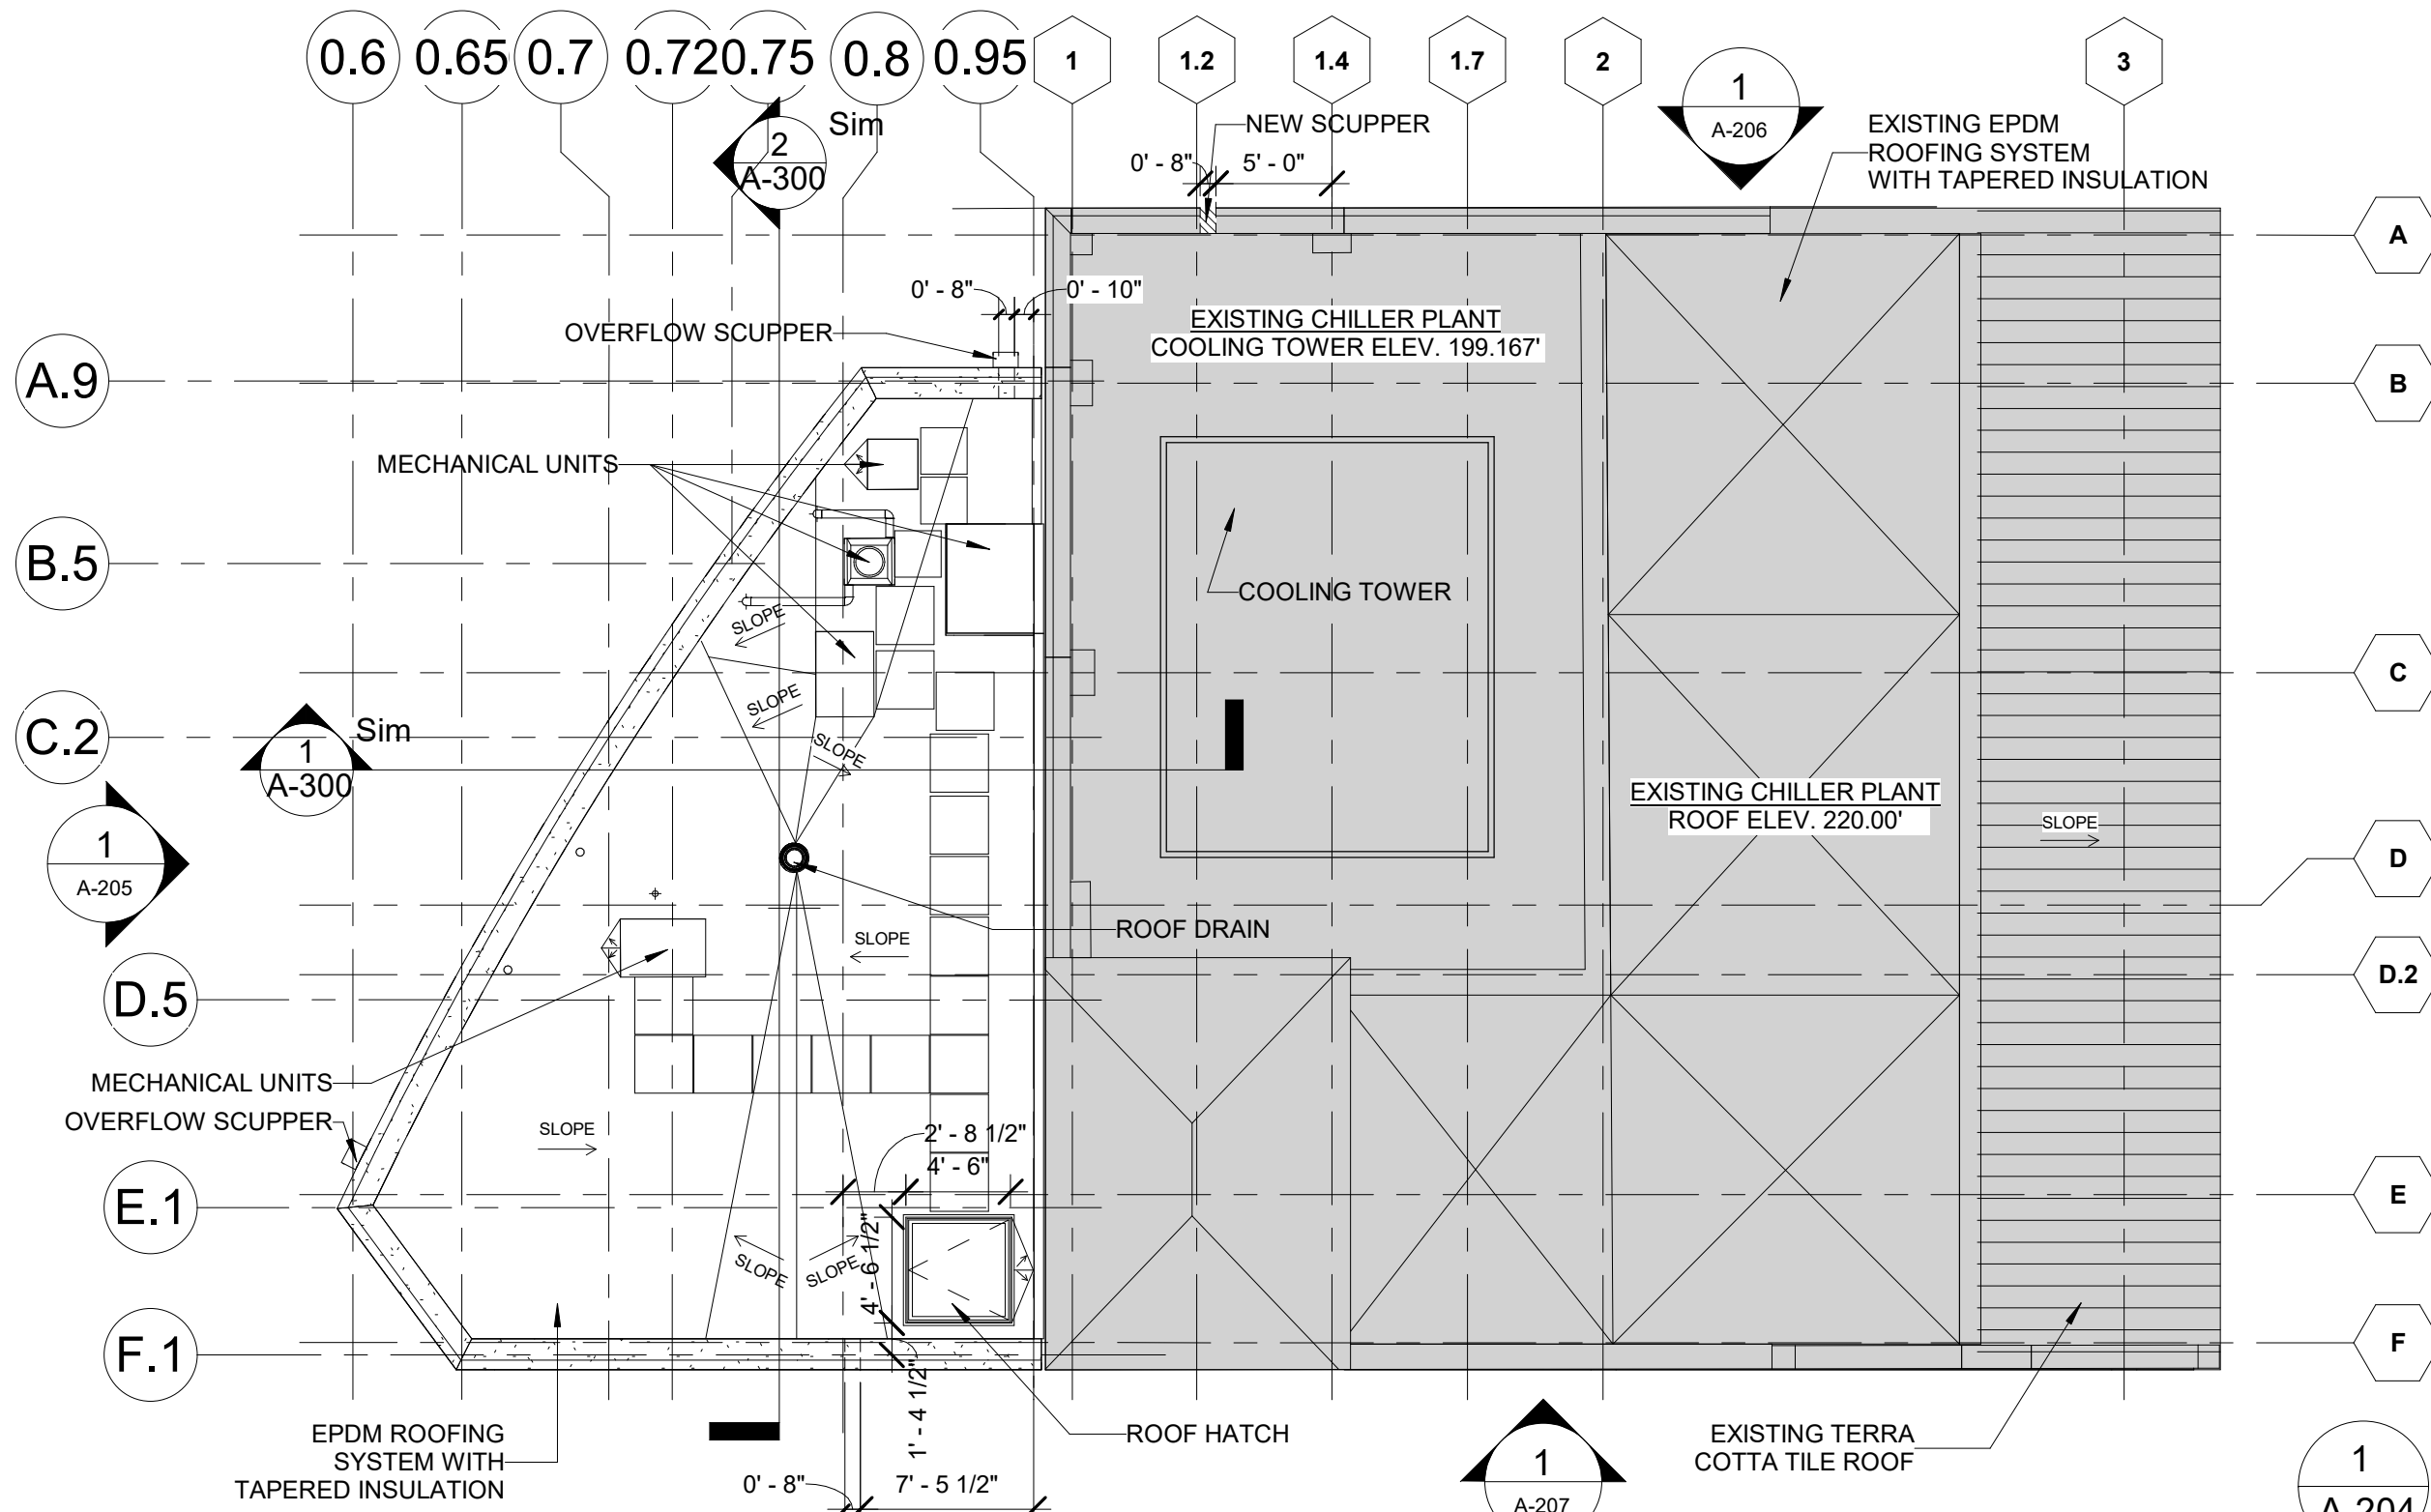 0.6 0.65 0.7 0.72 0.75 0.8 0.95 1 1.2 1.4 1.7 2 3
1
A-206
2
A-300
Sim
NEW SCUPPER
0' - 8" 5' - 0"
EXISTING EPDM
ROOFING SYSTEM
WITH TAPERED INSULATION
A
0' - 8" 0' - 10"
OVERFLOW SCUPPER
EXISTING CHILLER PLANT
COOLING TOWER ELEV. 199.167'
A.9
B
MECHANICAL UNITS
B.5
COOLING TOWER
SLOPE
C
SLOPE
C.2
1
A-300
Sim
SLOPE
EXISTING CHILLER PLANT
ROOF ELEV. 220.00'
SLOPE
1
A-205
D
ROOF DRAIN
SLOPE
D.2
D.5
MECHANICAL UNITS
OVERFLOW SCUPPER
SLOPE
2' - 8 1/2"
4' - 6"
E.1
E
4' - 6 1/2"
SLOPE
SLOPE
F.1
F
1' - 4 1/2"
EPDM ROOFING
SYSTEM WITH
TAPERED INSULATION
ROOF HATCH
EXISTING TERRA
COTTA TILE ROOF
0' - 8" 7' - 5 1/2"
1
A-207
1
A-204